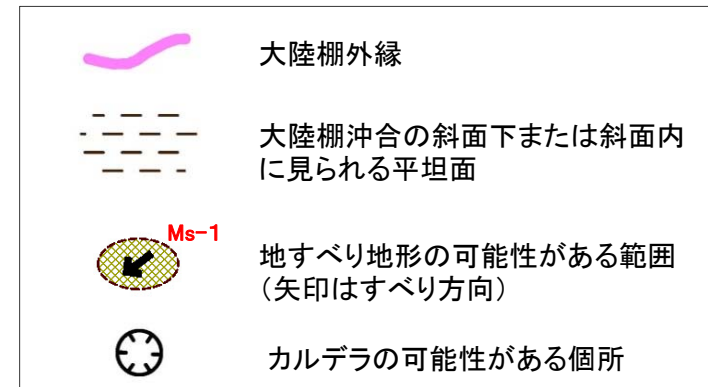 大陸棚外縁
大陸棚沖合の斜面下または斜面内
に見られる平坦面
Ms-1
地すべり地形の可能性がある範囲
（矢印はすべり方向）
カルデラの可能性がある個所